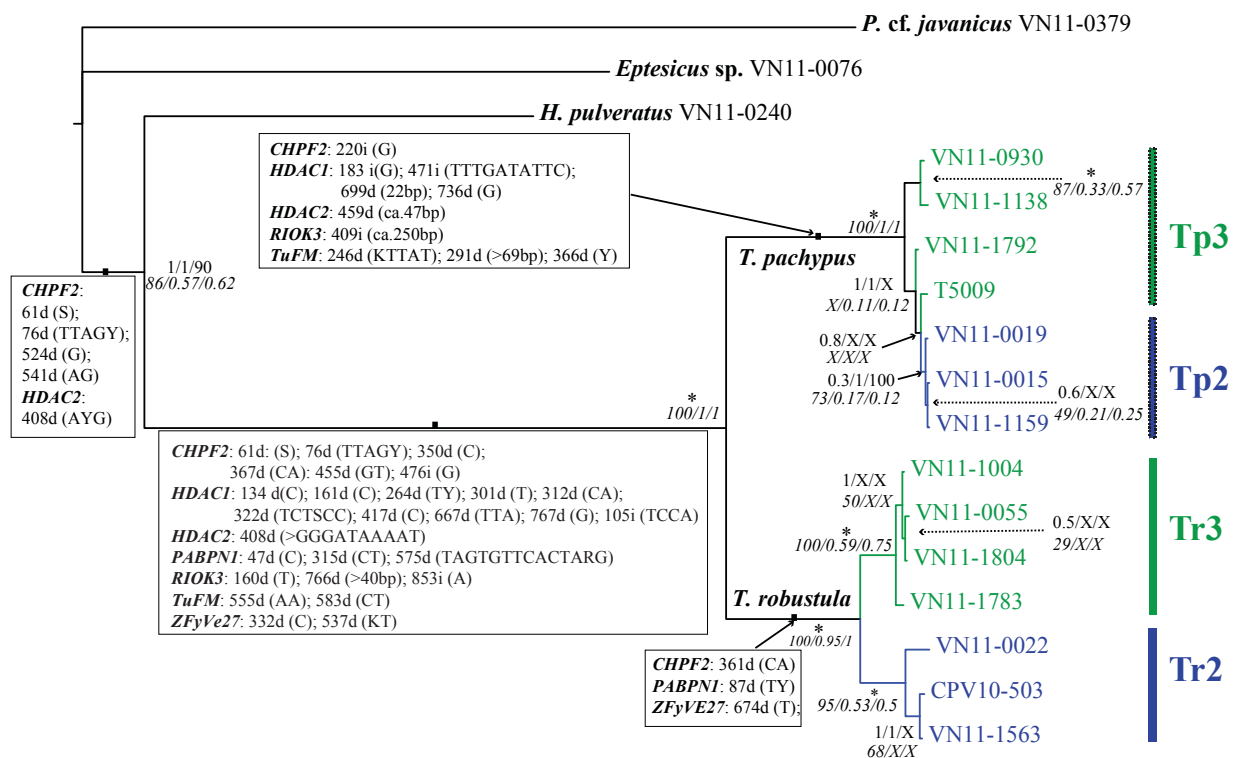 P. cf. javanicus VN11-0379
Eptesicus sp. VN11-0076
H. pulveratus VN11-0240
CHPF2: 220i (G)
HDAC1: 183 i(G); 471i (TTTGATATTC);
699d (22bp); 736d (G)
HDAC2: 459d (ca.47bp)
RIOK3: 409i (ca.250bp)
TuFM: 246d (KTTAT); 291d (>69bp); 366d (Y)
VN11-0930
*
87/0.33/0.57
VN11-1138
*
100/1/1
T. pachypus
VN11-1792
Tp3
1/1/90
86/0.57/0.62
CHPF2:
61d (S);
76d (TTAGY);
524d (G);
541d (AG)
HDAC2:
408d (AYG)
1/1/X
X/0.11/0.12
T5009
0.8/X/X
X/X/X
VN11-0019
Tp2
0.3/1/100
73/0.17/0.12
VN11-0015
0.6/X/X
49/0.21/0.25
VN11-1159
*
100/1/1
CHPF2: 61d: (S); 76d (TTAGY); 350d (C);
367d (CA): 455d (GT); 476i (G)
HDAC1: 134 d(C); 161d (C); 264d (TY); 301d (T); 312d (CA);
322d (TCTSCC); 417d (C); 667d (TTA); 767d (G); 105i (TCCA)
HDAC2: 408d (>GGGATAAAAT)
PABPN1: 47d (C); 315d (CT); 575d (TAGTGTTCACTARG)
RIOK3: 160d (T); 766d (>40bp); 853i (A)
TuFM: 555d (AA); 583d (CT)
ZFyVe27: 332d (C); 537d (KT)
VN11-1004
1/X/X
50/X/X
VN11-0055
0.5/X/X
29/X/X
Tr3
*
100/0.59/0.75
VN11-1804
VN11-1783
T. robustula
*
100/0.95/1
CHPF2: 361d (CA)
PABPN1: 87d (TY)
ZFyVE27: 674d (T);
VN11-0022
Tr2
*
95/0.53/0.5
CPV10-503
1/1/X
68/X/X
VN11-1563